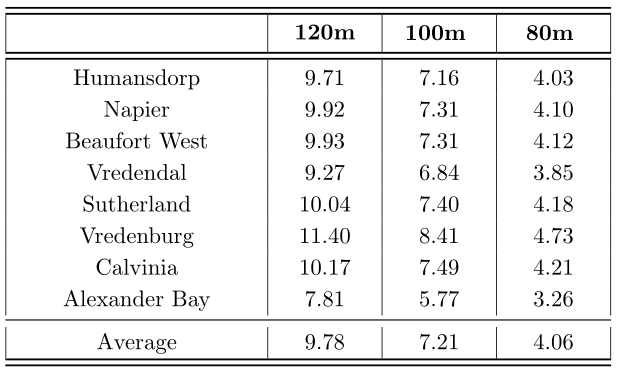 120m 100m 80m
Humansdorp 9.71 7.16 4.03
Napier 9.92 7.31 4.10
Beaufort West 9.93 7.31 4.12
Vredendal 9.27 6.84 3.85
Sutherland 10.04 7.40 4.18
Vredenburg 11.40 8.41 4.73
Calvinia 10.17 7.49 4.21
Alexander Bay 7.81 5.77 3.26
Average 9.78 7.21 4.06